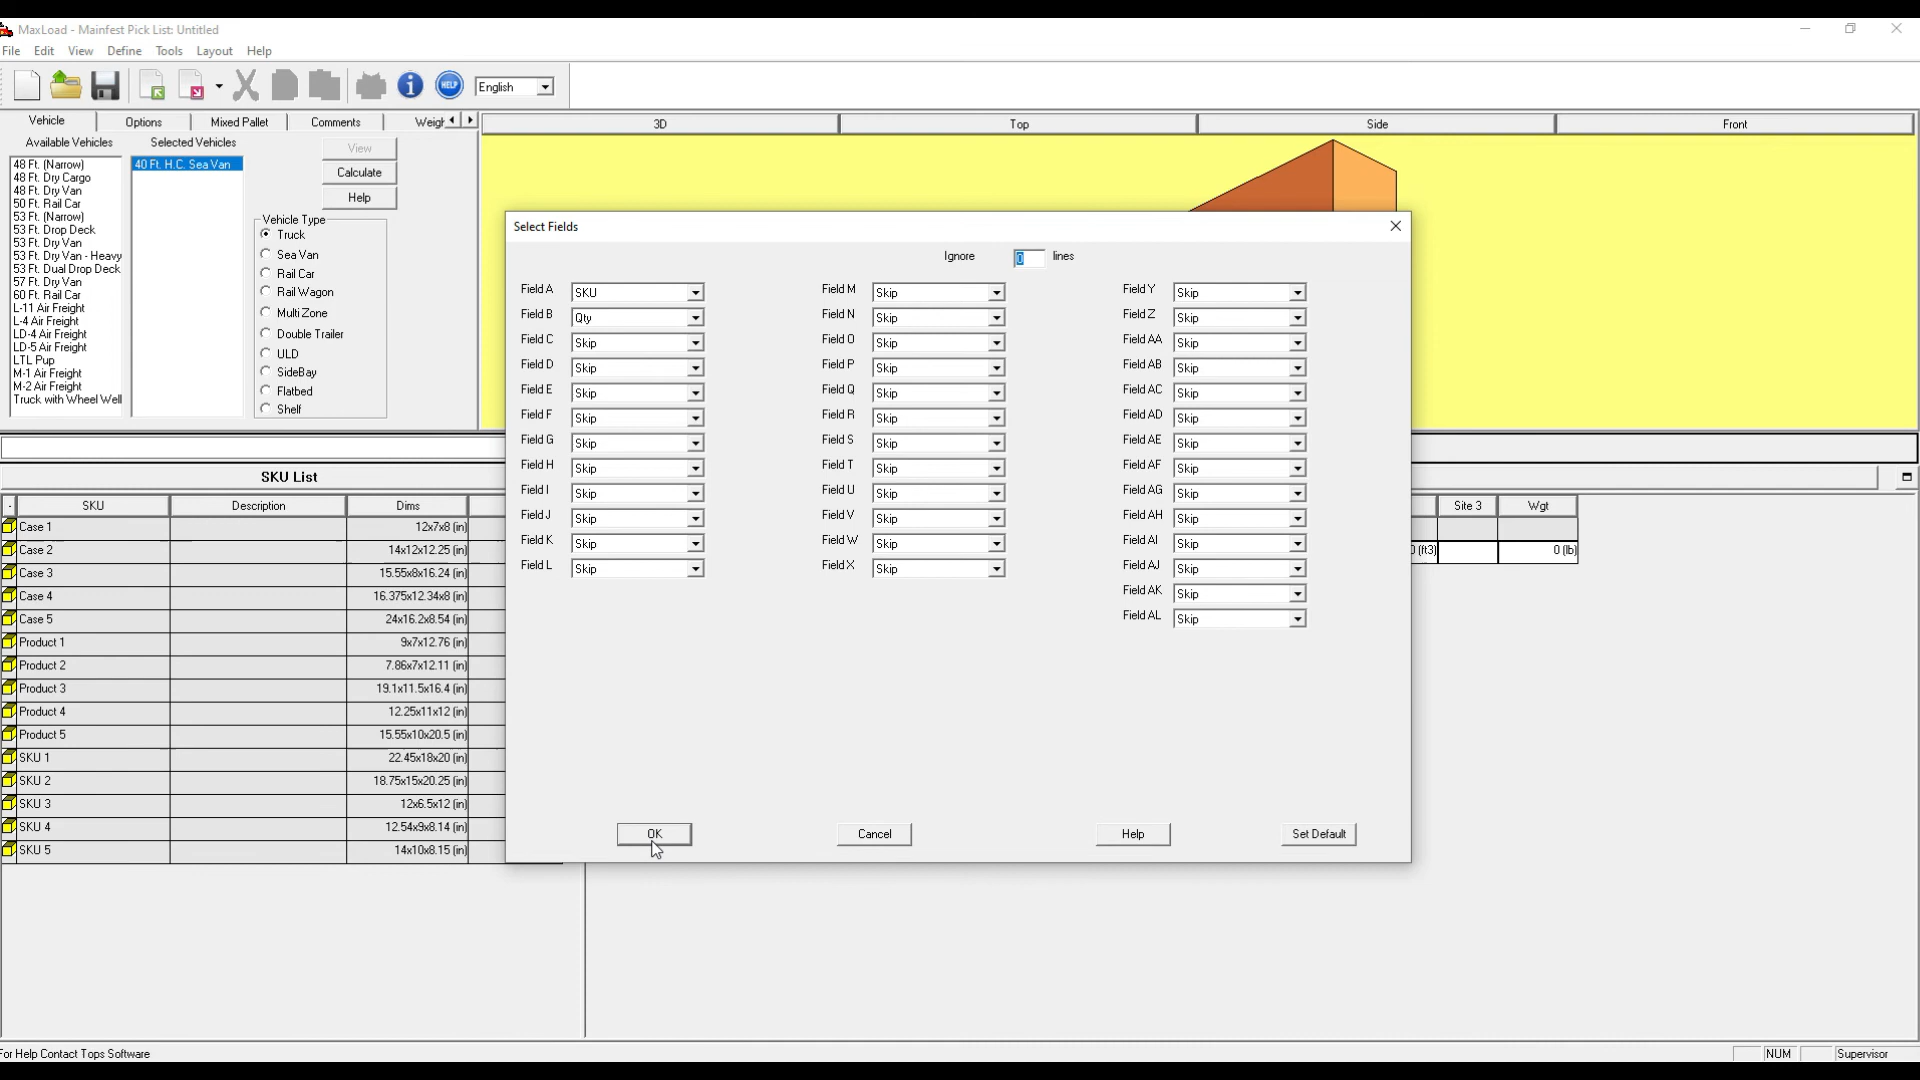 MaxLoad - Mainfest Pick List: Untitled
File Edit View Define Tools Layout Help
HELP English
Vehicle Options Mixed Pallet Comments Weigh
3D Top Side Front
Available Vehicles Selected Vehicles
View
Calculate
Help
48 Ft. (Narrow)
48 Ft. Dry Cargo
48 Ft. Dry Van
50 Ft. Rail Car
53 Ft. (Narrow)
53 Ft. Drop Deck
53 Ft. Dry Van
53 Ft. Dry Van - Heavy
53 Ft. Dual Drop Deck
57 Ft. Dry Van
60 Ft. Rail Car
L-11 Air Freight
L-4 Air Freight
LD-4 Air Freight
LD-5 Air Freight
LTL Pup
M-1 Air Freight
M-2 Air Freight
Truck with Wheel Well
40 Ft. H.C. Sea Van
Vehicle Type
Truck
Sea Van
Rail Car
Rail Wagon
Multi Zone
Double Trailer
ULD
SideBay
Flatbed
Shelf
Select Fields
Ignore 0 lines
Field A SKU Field M Skip Field Y Skip
Field B Qty Field N Skip Field Z Skip
Field C Skip Field O Skip Field AA Skip
Field D Skip Field P Skip Field AB Skip
Field E Skip Field Q Skip Field AC Skip
Field F Skip Field R Skip Field AD Skip
Field G Skip Field S Skip Field AE Skip
Field H Skip Field T Skip Field AF Skip
Field I Skip Field U Skip Field AG Skip
Field J Skip Field V Skip Field AH Skip
Field K Skip Field W Skip Field AI Skip
Field L Skip Field X Skip Field AJ Skip
Field AK Skip
Field AL Skip
OK Cancel Help Set Default
SKU List
SKU Description Dims
Case 1 12x7x8 (in)
Case 2 14x12x12.25 (in)
Case 3 15.55x8x16.24 (in)
Case 4 16.375x12.34x8 (in)
Case 5 24x16.2x8.54 (in)
Product 1 9x7x12.76 (in)
Product 2 7.86x7x12.11 (in)
Product 3 19.1x11.5x16.4 (in)
Product 4 12.25x11x12 (in)
Product 5 15.55x10x20.5 (in)
SKU 1 22.45x18x20 (in)
SKU 2 18.75x15x20.25 (in)
SKU 3 12x6.5x12 (in)
SKU 4 12.54x9x8.14 (in)
SKU 5 14x10x8.15 (in)
Site 3 Wgt
0 (ft3) 0 (lb)
For Help Contact Tops Software
NUM Supervisor